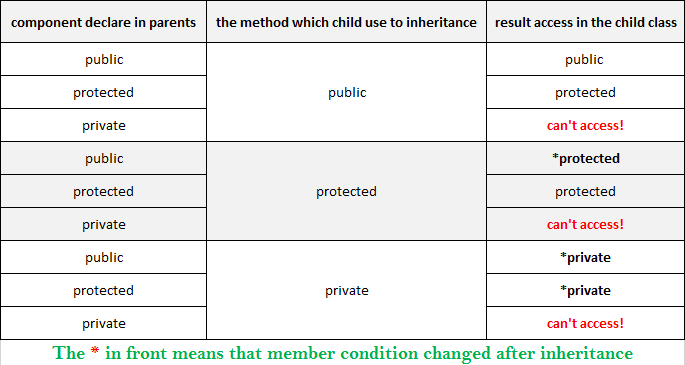 component declare in parents the method which child use to inheritance result access in the child class
public public
protected public protected
private can't access!
public *protected
protected protected protected
private can't access!
public *private
protected private *private
private can't access!
The * in front means that member condition changed after inheritance